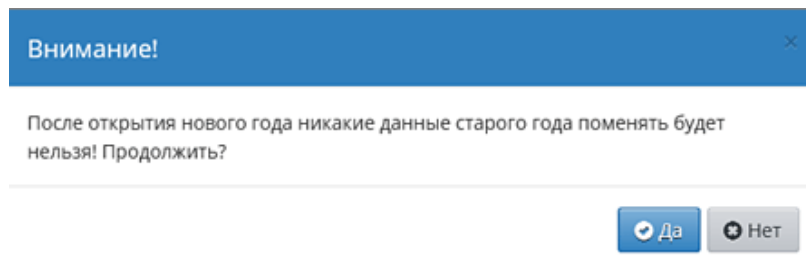 Внимание!
После открытия нового года никакие данные старого года поменять будет
нельзя! Продолжить?
Да
Нет